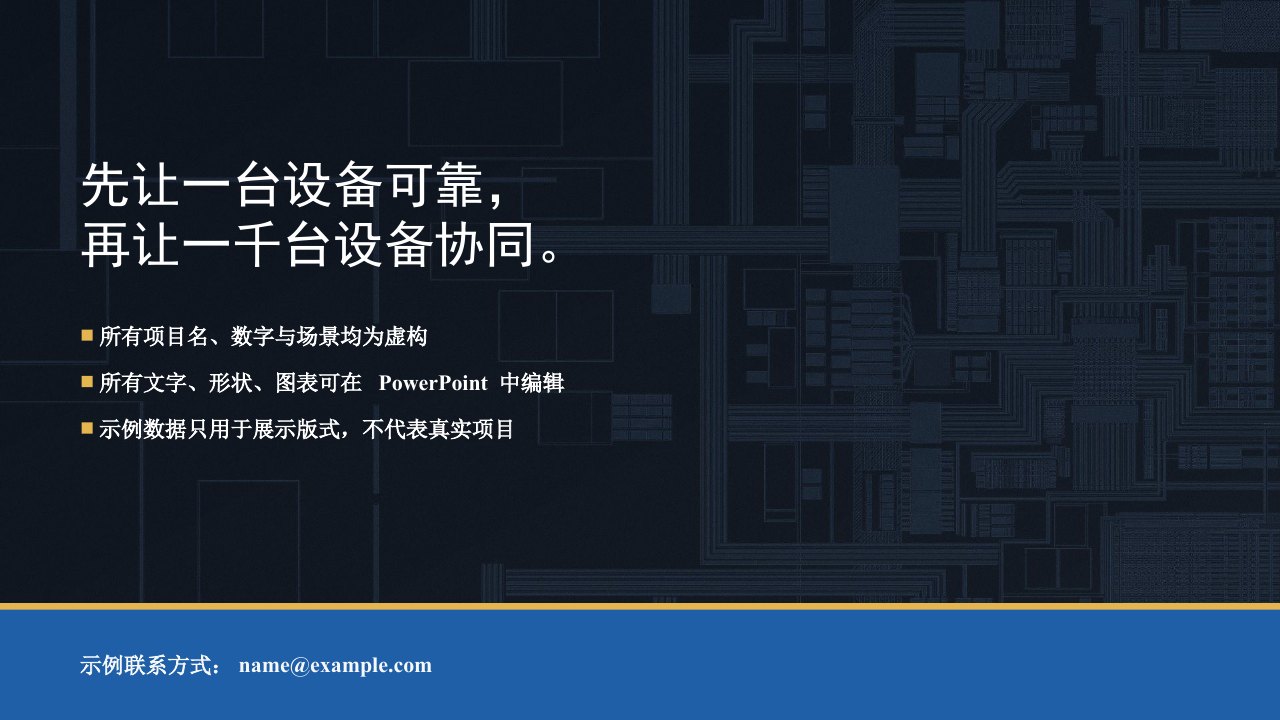 先让一台设备可靠，
再让一千台设备协同。
所有项目名、数字与场景均为虚构
所有文字、形状、图表可在 PowerPoint 中编辑
示例数据只用于展示版式，不代表真实项目
示例联系方式： name@example.com